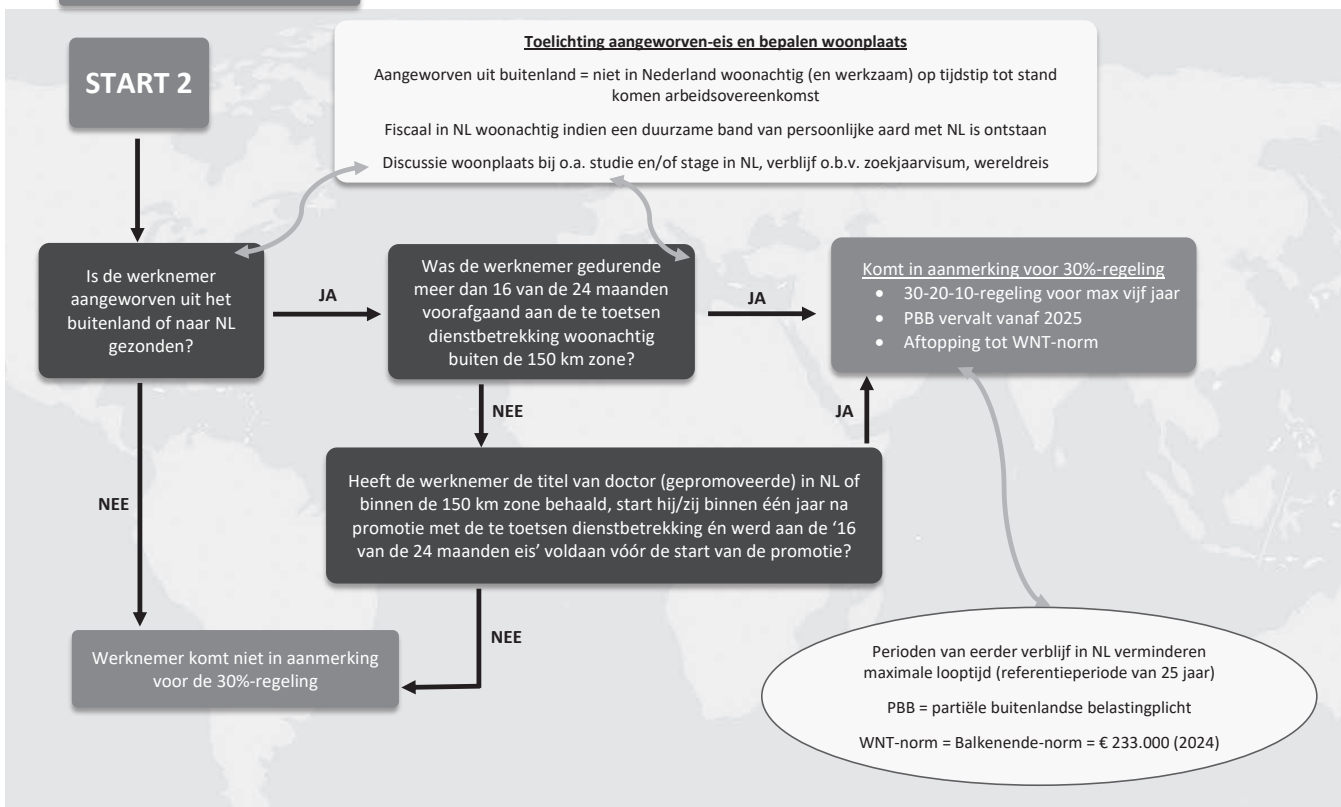 START 2
Toelichting aangeworven-eis en bepalen woonplaats
Aangeworven uit buitenland = niet in Nederland woonachtig (en werkzaam) op tijdstip tot stand
komen arbeidsovereenkomst
Fiscaal in NL woonachtig indien een duurzame band van persoonlijke aard met NL is ontstaan
Discussie woonplaats bij o.a. studie en/of stage in NL, verblijf o.b.v. zoekjaarvisum, wereldreis
Is de werknemer
aangeworven uit het
buitenland of naar NL
gezonden?
JA
Was de werknemer gedurende
meer dan 16 van de 24 maanden
voorafgaand aan de te toetsen
dienstbetrekking woonachtig
buiten de 150 km zone?
JA
Komt in aanmerking voor 30%-regeling
• 30-20-10-regeling voor max vijf jaar
• PBB vervalt vanaf 2025
• Aftopping tot WNT-norm
NEE
JA
NEE
Heeft de werknemer de titel van doctor (gepromoveerde) in NL of
binnen de 150 km zone behaald, start hij/zij binnen één jaar na
promotie met de te toetsen dienstbetrekking én werd aan de ‘16
van de 24 maanden eis’ voldaan vóór de start van de promotie?
NEE
Werknemer komt niet in aanmerking
voor de 30%-regeling
Perioden van eerder verblijf in NL verminderen
maximale looptijd (referentieperiode van 25 jaar)
PBB = partiële buitenlandse belastingplicht
WNT-norm = Balkenende-norm = € 233.000 (2024)